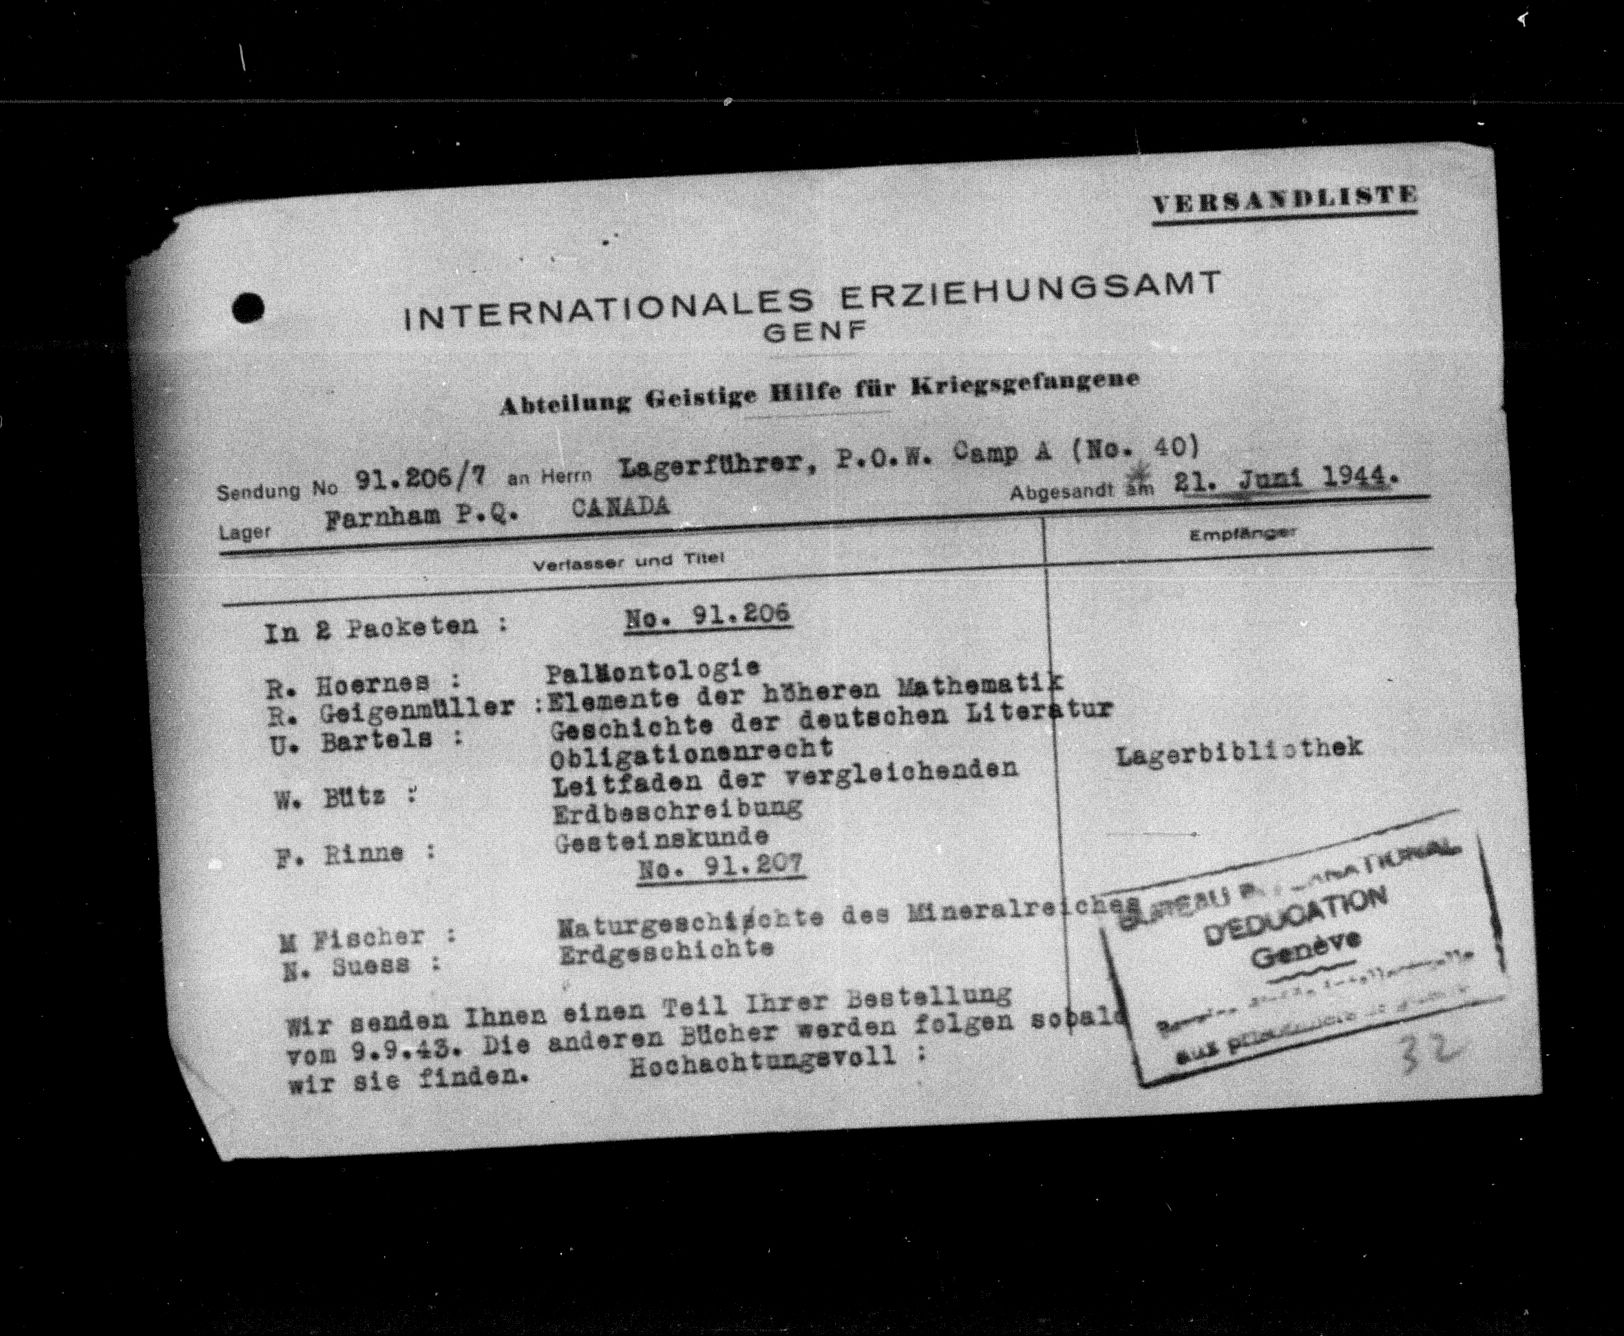 VERSANDLISTE
INTERNATIONALES ERZIEHUNGSAMT
GENF
Abteilung Geistige Hilfe für Kriegsgefangene
Sendung No 91.206/7 an Herrn Lagerführer, P.O.W. Camp A (No. 40)
Lager Farnham P.Q. CANADA Abgesandt am 21. Juni 1944.
Verfasser und Titel Empfänger
In 2 Packeten : No. 91.206
R. Hoernes : Paläontologie
R. Geigenmüller : Elemente der höheren Mathematik
U. Bartels : Geschichte der deutschen Literatur
Obligationenrecht
W. Bütz : Leitfaden der vergleichenden Lagerbibliothek
Erdbeschreibung
F. Rinne : Gesteinskunde
No. 91.207
M Fischer : Naturgeschichte des Mineralreiches
N. Suess : Erdgeschichte
Wir senden Ihnen einen Teil Ihrer Bestellung
vom 9.9.43. Die anderen Bücher werden folgen sobald
wir sie finden. Hochachtungsvoll :
BUREAU INTERNATIONAL
D'EDUCATION
Genève
aux prisonniers de guerre
32